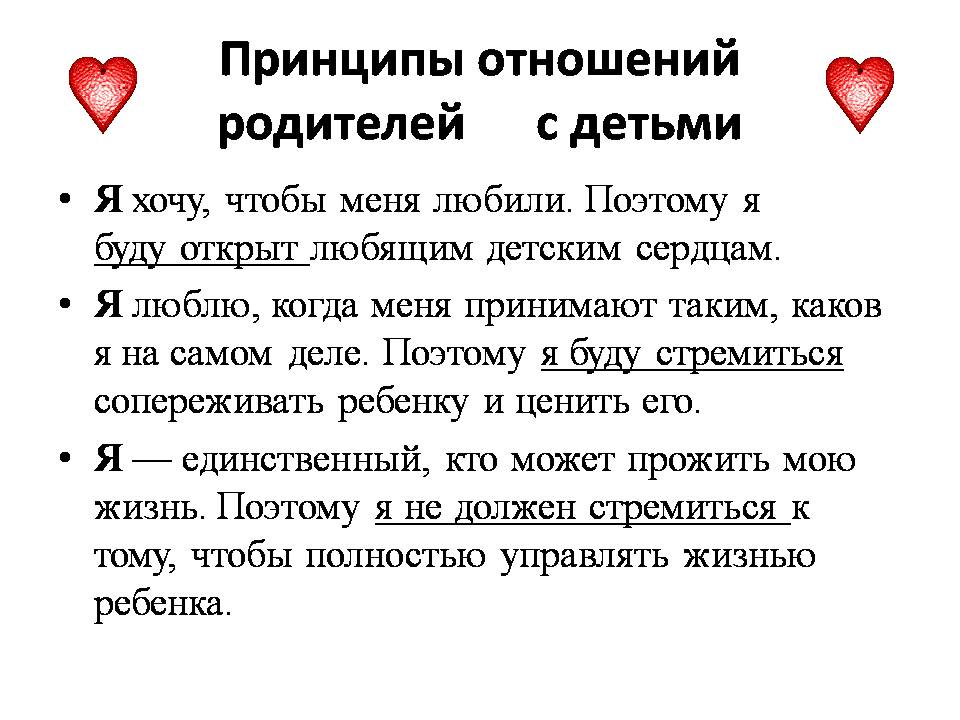 Принципы отношений
родителей с детьми
• Я хочу, чтобы меня любили. Поэтому я
буду открыт любящим детским сердцам.
• Я люблю, когда меня принимают таким, каков
я на самом деле. Поэтому я буду стремиться
сопереживать ребенку и ценить его.
• Я — единственный, кто может прожить мою
жизнь. Поэтому я не должен стремиться к
тому, чтобы полностью управлять жизнью
ребенка.